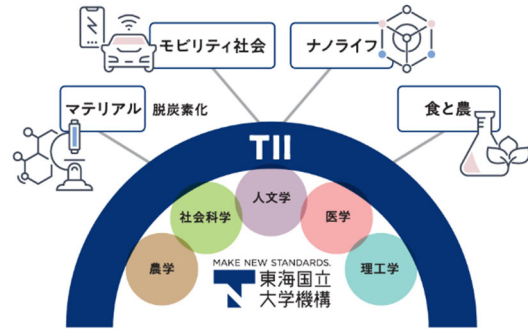 モビリティ社会
ナノライフ
マテリアル 脱炭素化
食と農
TII
人文学
社会科学
医学
農学
理工学
MAKE NEW STANDARDS.
東海国立
大学機構